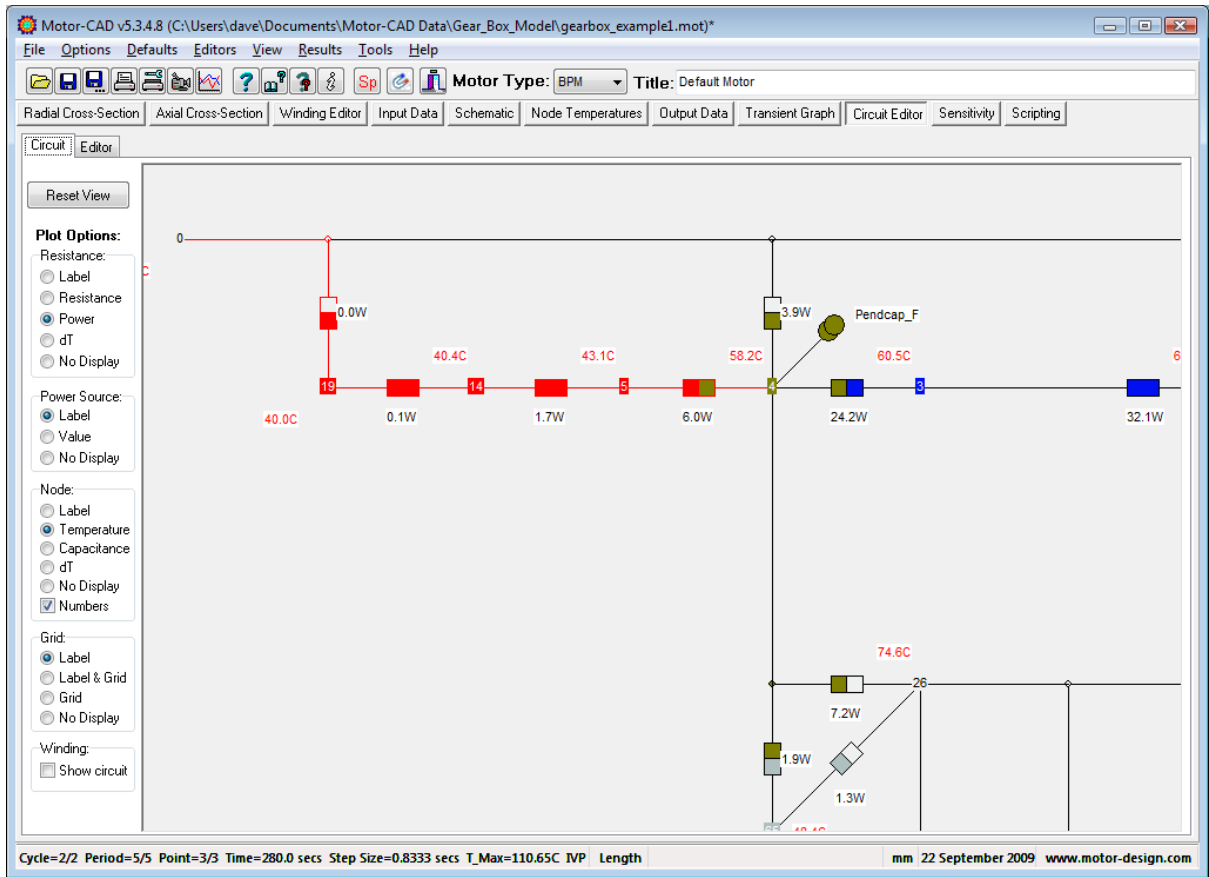 Motor-CAD v5.3.4.8 (C:\Users\dave\Documents\Motor-CAD Data\Gear_Box_Model\gearbox_example1.mot)*
File Options Defaults Editors View Results Tools Help
Sp Motor Type: BPM Title: Default Motor
Radial Cross-Section Axial Cross-Section Winding Editor Input Data Schematic Node Temperatures Output Data Transient Graph Circuit Editor Sensitivity Scripting
Circuit Editor
Reset View
Plot Options:
Resistance:
Label
Resistance
Power
dT
No Display
Power Source:
Label
Value
No Display
Node:
Label
Temperature
Capacitance
dT
No Display
Numbers
Grid:
Label
Label & Grid
Grid
No Display
Winding:
Show circuit
0
C
0.0W 3.9W Pendcap_F
40.4C 43.1C 58.2C 60.5C 6
19 14 5 4 3
40.0C 0.1W 1.7W 6.0W 24.2W 32.1W
74.6C
26
7.2W
1.9W
1.3W
Cycle=2/2 Period=5/5 Point=3/3 Time=280.0 secs Step Size=0.8333 secs T_Max=110.65C IVP Length mm 22 September 2009 www.motor-design.com